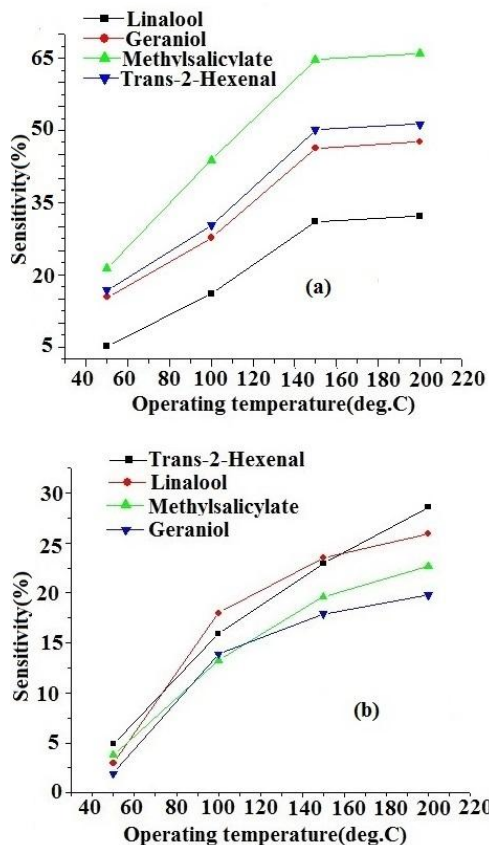 Linalool
Geraniol
Methylsalicylate
Trans-2-Hexenal
65
50
35
20
5
Sensitivity(%)
(a)
40 60 80 100 120 140 160 180 200 220
Operating temperature(deg.C)
Trans-2-Hexenal
Linalool
Methylsalicylate
Geraniol
30
25
20
15
10
5
0
Sensitivity(%)
(b)
40 60 80 100 120 140 160 180 200 220
Operating temperature(deg.C)